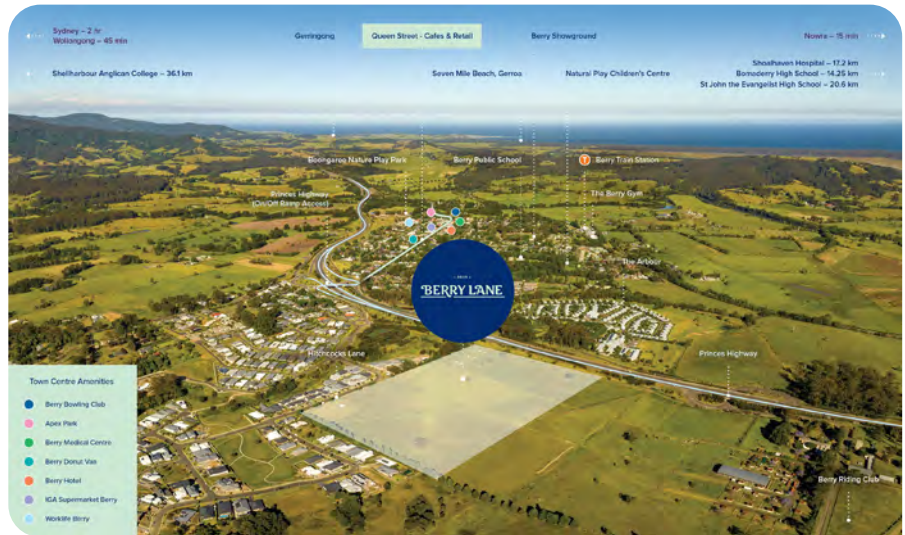 Sydney – 2 hr
Wollongong – 45 min
Gerringong
Queen Street - Cafes & Retail
Berry Showground
Nowra – 15 min
Shellharbour Anglican College – 36.1 km
Seven Mile Beach, Gerroa
Natural Play Children's Centre
Shoalhaven Hospital – 17.2 km
Bomaderry High School – 14.25 km
St John the Evangelist High School – 20.6 km
Boongaree Nature Play Park
Berry Public School
T
Berry Train Station
Princes Highway
(On/Off Ramp Access)
The Berry Gym
The Arbour
BERRY LANE
Hitchcocks Lane
Princes Highway
Town Centre Amenities
Berry Bowling Club
Apex Park
Berry Medical Centre
Berry Donut Van
Berry Hotel
IGA Supermarket Berry
Worklife Berry
Berry Riding Club